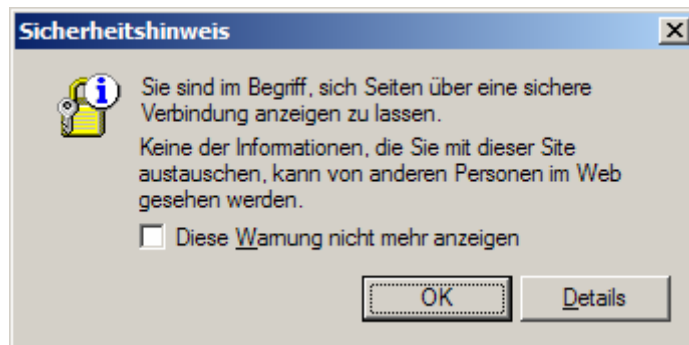 Sicherheitshinweis
Sie sind im Begriff, sich Seiten über eine sichere
Verbindung anzeigen zu lassen.
Keine der Informationen, die Sie mit dieser Site
austauschen, kann von anderen Personen im Web
gesehen werden.
Diese Warnung nicht mehr anzeigen
OK
Details